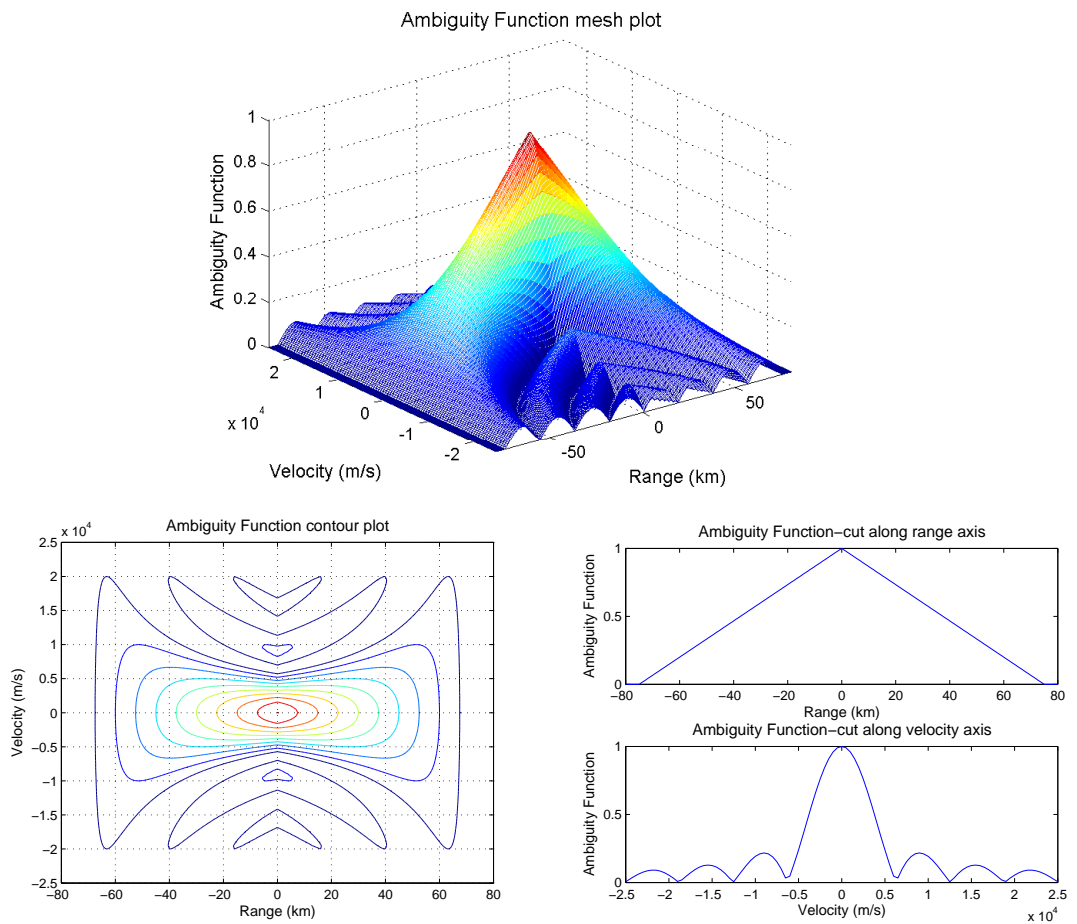 Ambiguity Function mesh plot
1
0.8
0.6
0.4
0.2
0
Ambiguity Function
2
1
0
-1
-2
x 10^4
Velocity (m/s)
-50
0
50
Range (km)
Ambiguity Function contour plot
x 10^4
2.5
2
1.5
1
0.5
0
−0.5
−1
−1.5
−2
−2.5
Velocity (m/s)
−80 −60 −40 −20 0 20 40 60 80
Range (km)
Ambiguity Function−cut along range axis
1
0.5
0
Ambiguity Function
−80 −60 −40 −20 0 20 40 60 80
Range (km)
Ambiguity Function−cut along velocity axis
1
0.5
0
Ambiguity Function
−2.5 −2 −1.5 −1 −0.5 0 0.5 1 1.5 2 2.5
Velocity (m/s)
x 10^4